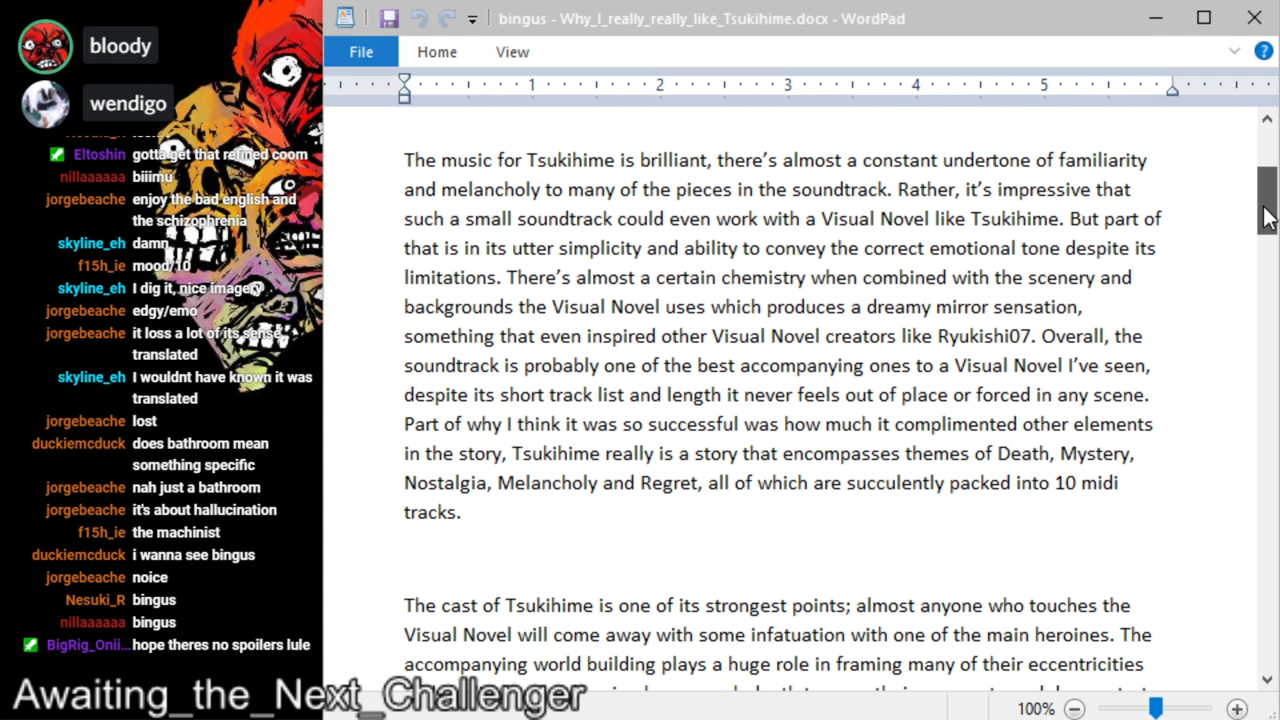 bloody
wendigo
Eltoshin gotta get that refined coom
nillaaaaaa biiimu
jorgebeache enjoy the bad english and
the schizophrenia
skyline_eh damn
f15h_ie mood/10
skyline_eh I dig it, nice imagery
jorgebeache edgy/emo
jorgebeache it loss a lot of its sense
translated
skyline_eh I wouldnt have known it was
translated
jorgebeache lost
duckiemcduck does bathroom mean
something specific
jorgebeache nah just a bathroom
jorgebeache it's about hallucination
f15h_ie the machinist
duckiemcduck i wanna see bingus
jorgebeache noice
Nesuki_R bingus
nillaaaaaa bingus
BigRig_Onii... hope theres no spoilers lule
Awaiting_the_Next_Challenger
bingus - Why_I_really_really_like_Tsukihime.docx - WordPad
File Home View
1 2 3 4 5
The music for Tsukihime is brilliant, there’s almost a constant undertone of familiarity
and melancholy to many of the pieces in the soundtrack. Rather, it’s impressive that
such a small soundtrack could even work with a Visual Novel like Tsukihime. But part of
that is in its utter simplicity and ability to convey the correct emotional tone despite its
limitations. There’s almost a certain chemistry when combined with the scenery and
backgrounds the Visual Novel uses which produces a dreamy mirror sensation,
something that even inspired other Visual Novel creators like Ryukishi07. Overall, the
soundtrack is probably one of the best accompanying ones to a Visual Novel I’ve seen,
despite its short track list and length it never feels out of place or forced in any scene.
Part of why I think it was so successful was how much it complimented other elements
in the story, Tsukihime really is a story that encompasses themes of Death, Mystery,
Nostalgia, Melancholy and Regret, all of which are succulently packed into 10 midi
tracks.
The cast of Tsukihime is one of its strongest points; almost anyone who touches the
Visual Novel will come away with some infatuation with one of the main heroines. The
accompanying world building plays a huge role in framing many of their eccentricities
100%